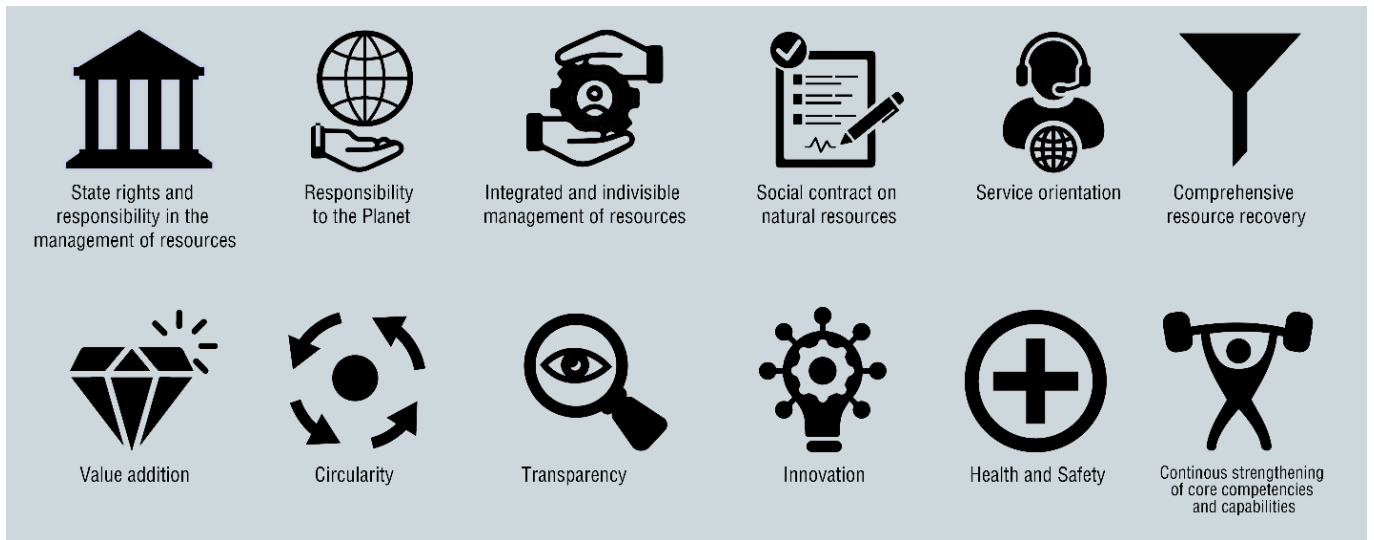 State rights and
responsibility in the
management of resources
Responsibility
to the Planet
Integrated and indivisible
management of resources
Social contract on
natural resources
Service orientation
Comprehensive
resource recovery
Value addition
Circularity
Transparency
Innovation
Health and Safety
Continous strengthening
of core competencies
and capabilities